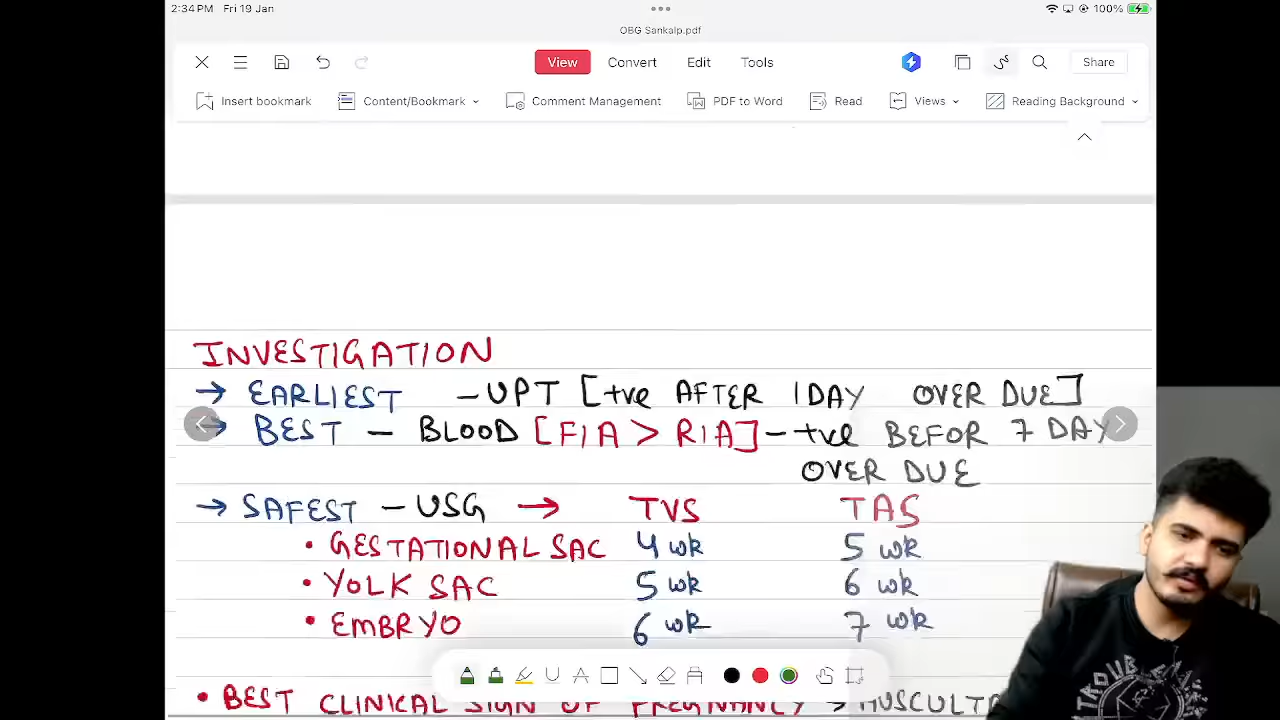 2:34 PM Fri 19 Jan
100%
OBG Sankalp.pdf
View Convert Edit Tools Share
Insert bookmark Content/Bookmark Comment Management PDF to Word Read Views Reading Background
INVESTIGATION
→ EARLIEST - UPT [+ve AFTER 1 DAY OVER DUE]
→ BEST - BLOOD [FIA > RIA] - +ve BEFOR 7 DAY
OVER DUE
→ SAFEST - USG → TVS TAS
• GESTATIONAL SAC 4 wk 5 wk
• YOLK SAC 5 wk 6 wk
• EMBRYO 6 wk 7 wk
• BEST CLINICAL SIGN OF PREGNANCY →